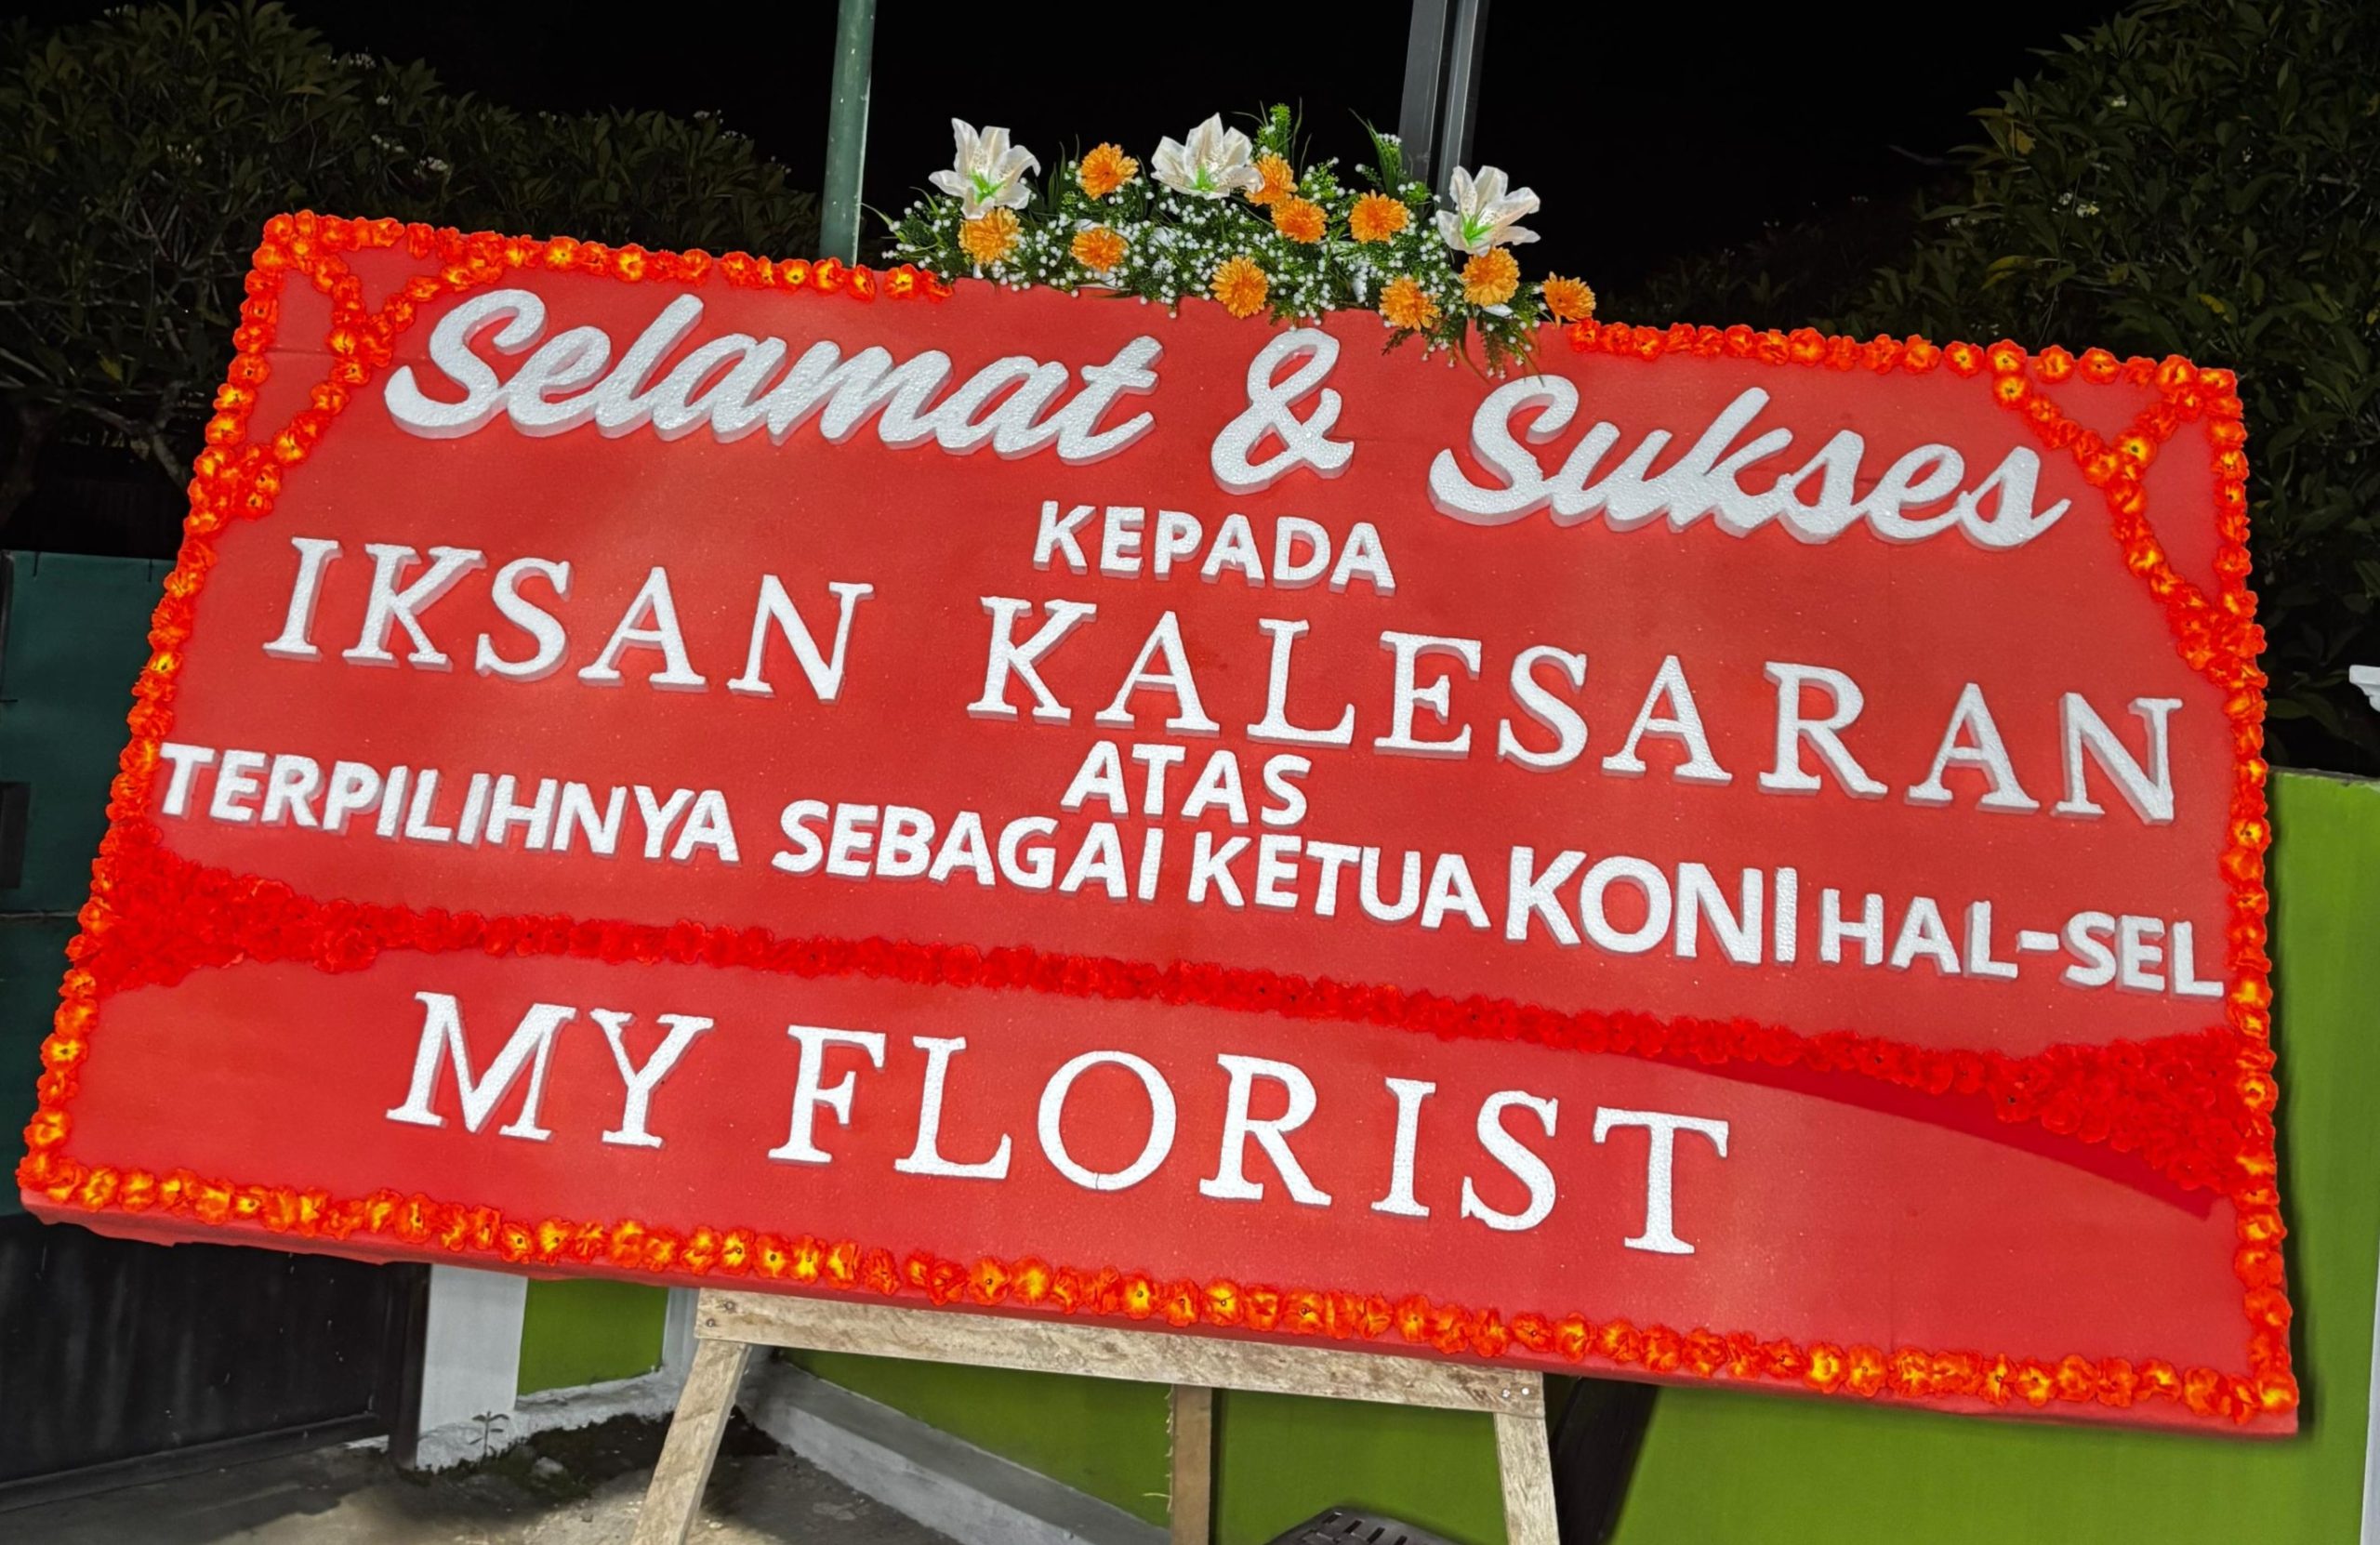 Selamat & Sukses
KEPADA
IKSAN KALESARAN
ATAS
TERPILIHNYA SEBAGAI KETUA KONI HAL-SEL
MY FLORIST